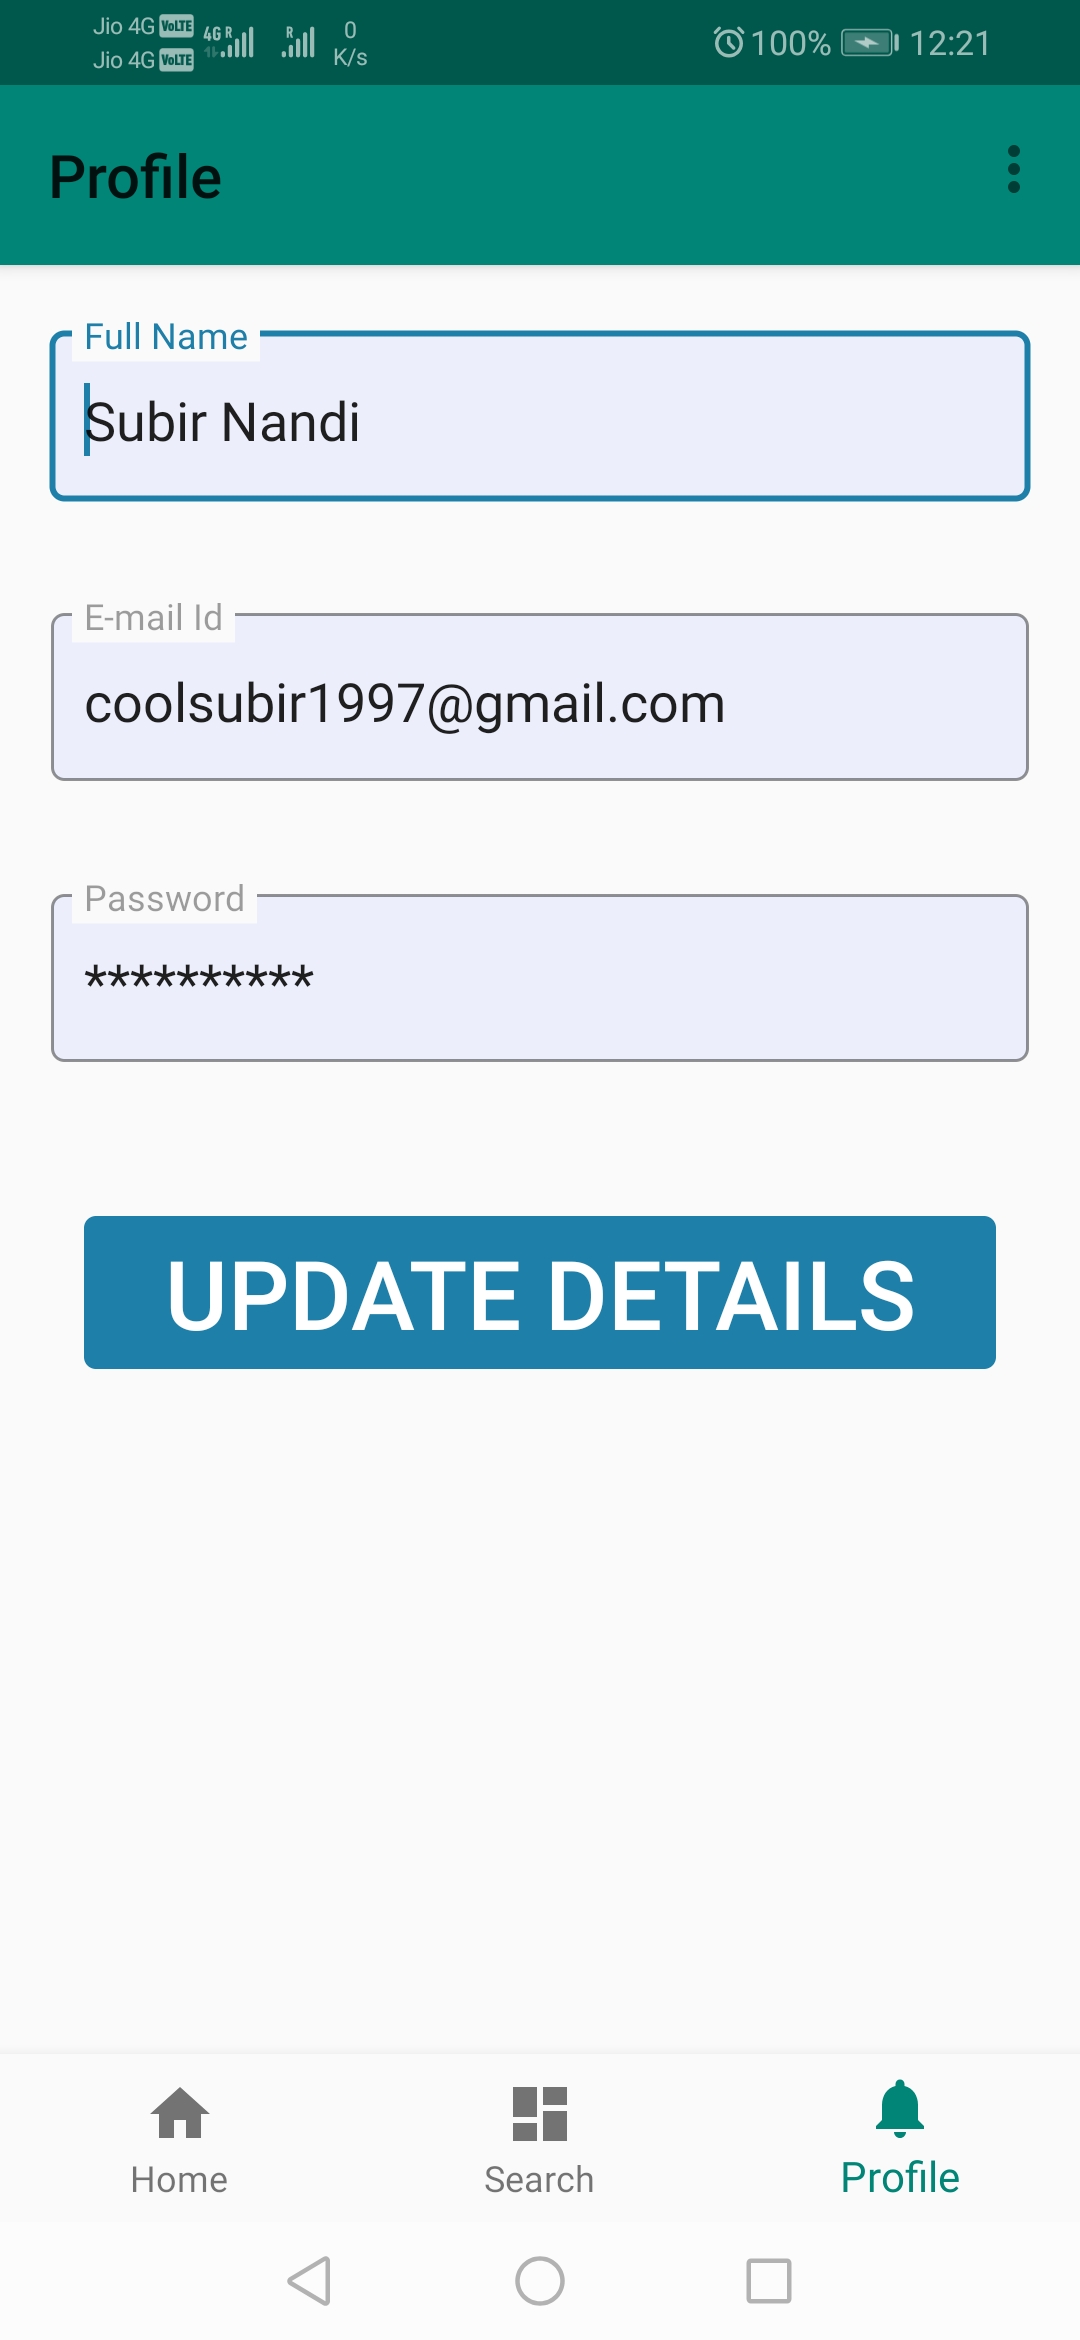 Jio 4G VoLTE 4G R R 0
Jio 4G VoLTE K/s
100% 12:21
Profile
Full Name
Subir Nandi
E-mail Id
coolsubir1997@gmail.com
Password
**********
UPDATE DETAILS
Home Search Profile